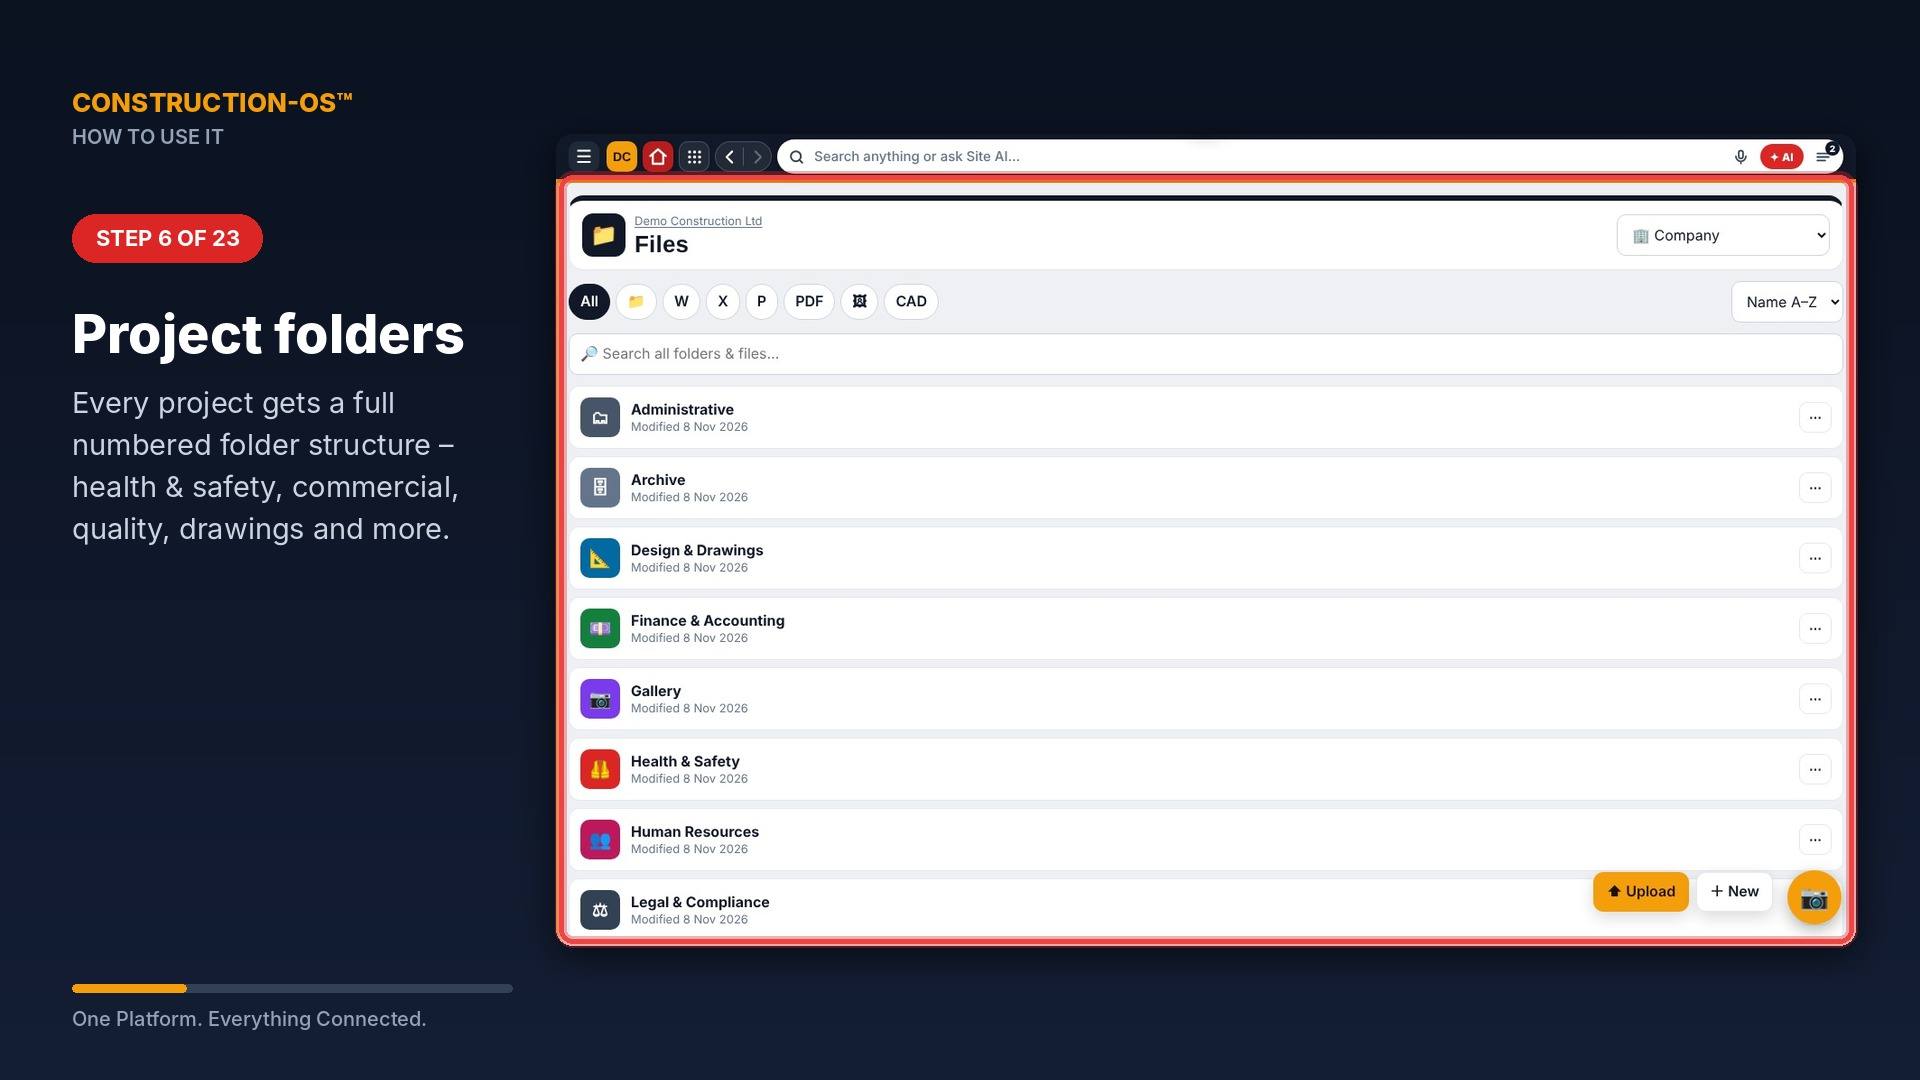 CONSTRUCTION-OS™
HOW TO USE IT
STEP 6 OF 23
Project folders
Every project gets a full
numbered folder structure –
health & safety, commercial,
quality, drawings and more.
One Platform. Everything Connected.
DC
Search anything or ask Site AI...
AI
2
Demo Construction Ltd
Files
Company
All
W
X
P
PDF
CAD
Name A–Z
Search all folders & files...
Administrative
Modified 8 Nov 2026
Archive
Modified 8 Nov 2026
Design & Drawings
Modified 8 Nov 2026
Finance & Accounting
Modified 8 Nov 2026
Gallery
Modified 8 Nov 2026
Health & Safety
Modified 8 Nov 2026
Human Resources
Modified 8 Nov 2026
Legal & Compliance
Modified 8 Nov 2026
Upload
+ New